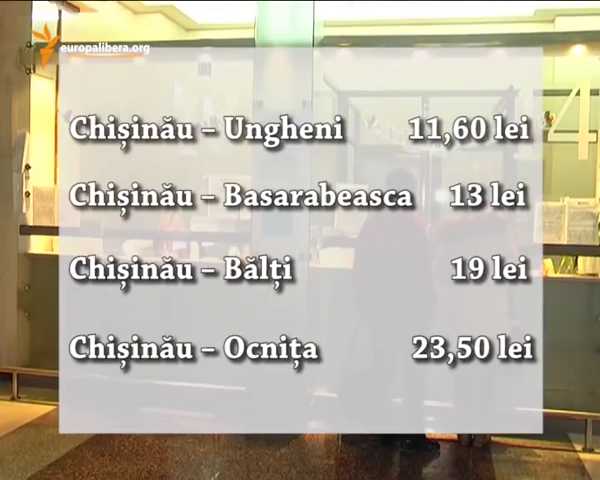 europalibera.org
Chișinău – Ungheni 11,60 lei
Chișinău – Basarabeasca 13 lei
Chișinău – Bălți 19 lei
Chișinău – Ocnița 23,50 lei
4